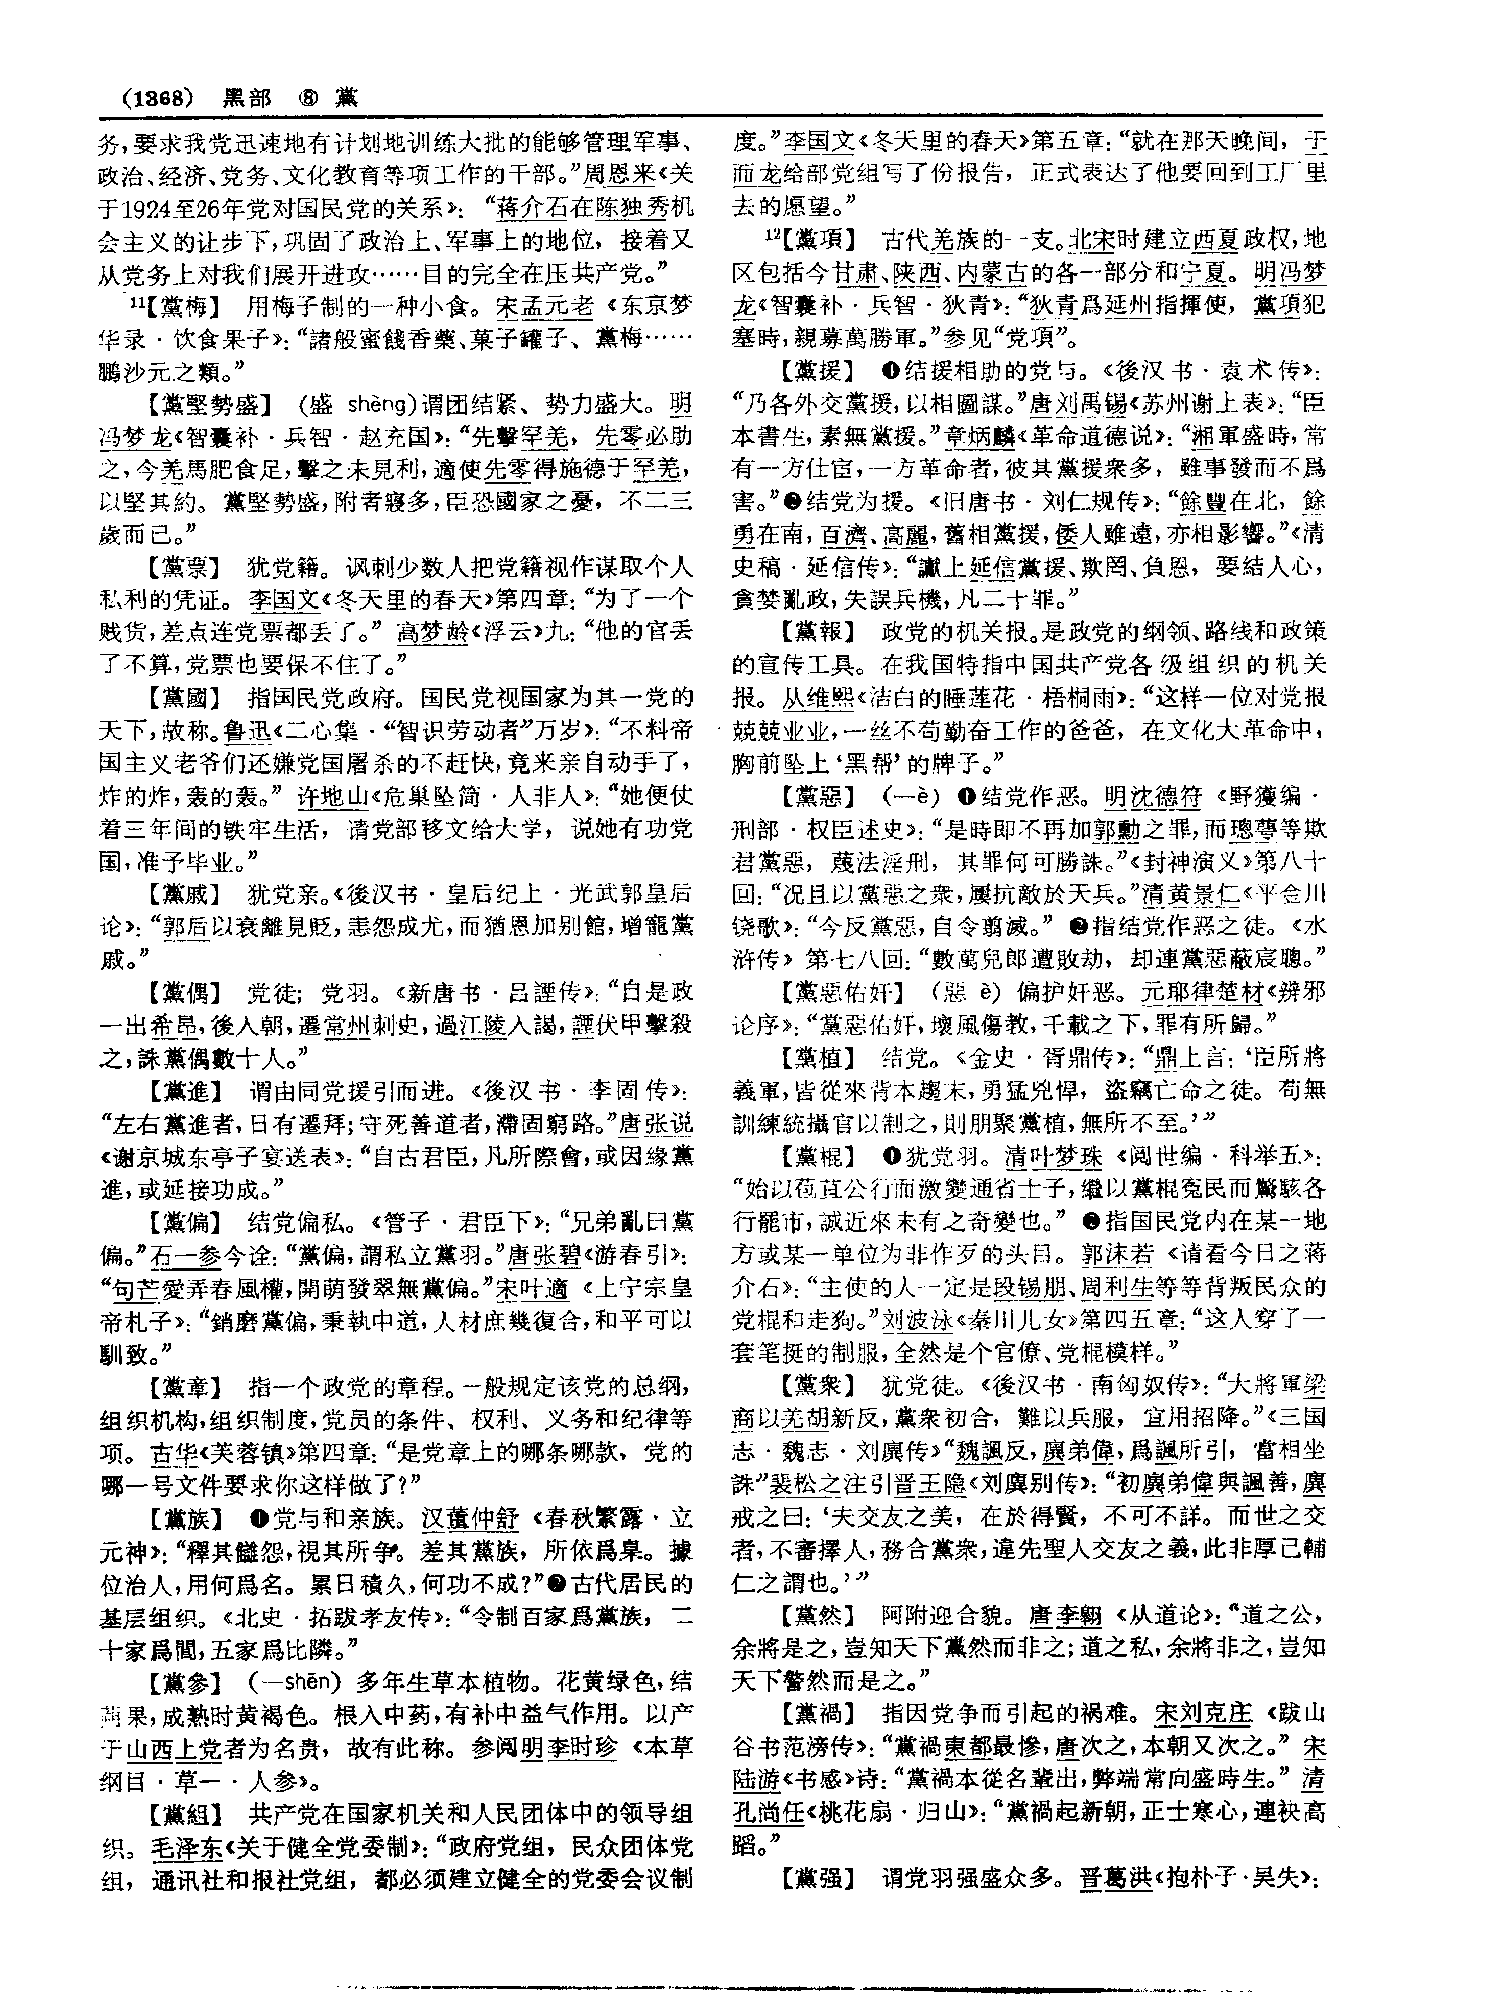 (1368) 黑部 ⑧ 黨
务,要求我党迅速地有计划地训练大批的能够管理军事、
政治、经济、党务、文化教育等项工作的干部。”周恩来《关
于1924至26年党对国民党的关系》:“蒋介石在陈独秀机
会主义的让步下,巩固了政治上、军事上的地位,接着又
从党务上对我们展开进攻……目的完全在压共产党。”
11【黨梅】 用梅子制的一种小食。宋孟元老《东京梦
华录·饮食果子》:“諸般蜜餞香藥、菓子罐子、黨梅……
鵬沙元之類。”
【黨堅勢盛】 (盛 shèng)谓团结紧、势力盛大。明
冯梦龙《智囊补·兵智·赵充国》:“先擊罕羌,先零必助
之,今羌馬肥食足,擊之未見利,適使先零得施德于罕羌,
以堅其約。黨堅勢盛,附者寖多,臣恐國家之憂,不二三
歲而已。”
【黨票】 犹党籍。讽刺少数人把党籍视作谋取个人
私利的凭证。李国文《冬天里的春天》第四章:“为了一个
贱货,差点连党票都丢了。”高梦龄《浮云》九:“他的官丢
了不算,党票也要保不住了。”
【黨國】 指国民党政府。国民党视国家为其一党的
天下,故称。鲁迅《二心集·“智识劳动者”万岁》:“不料帝
国主义老爷们还嫌党国屠杀的不赶快,竟来亲自动手了,
炸的炸,轰的轰。”许地山《危巢坠简·人非人》:“她便仗
着三年间的铁牢生活,请党部移文给大学,说她有功党
国,准予毕业。”
【黨戚】 犹党亲。《後汉书·皇后纪上·光武郭皇后
论》:“郭后以衰離見貶,恚怨成尤,而猶恩加别館,增寵黨
戚。”
【黨偶】 党徒;党羽。《新唐书·吕諲传》:“自是政
一出希昂,後入朝,遷常州刺史,過江陵入謁,諲伏甲擊殺
之,誅黨偶數十人。”
【黨進】 谓由同党援引而进。《後汉书·李固传》:
“左右黨進者,日有遷拜;守死善道者,滯固窮路。”唐张说
《谢京城东亭子宴送表》:“自古君臣,凡所際會,或因緣黨
進,或延接功成。”
【黨偏】 结党偏私。《管子·君臣下》:“兄弟亂曰黨
偏。”石一参今诠:“黨偏,謂私立黨羽。”唐张碧《游春引》:
“句芒愛弄春風權,開萌發翠無黨偏。”宋叶適《上宁宗皇
帝札子》:“銷磨黨偏,秉執中道,人材庶幾復合,和平可以
馴致。”
【黨章】 指一个政党的章程。一般规定该党的总纲,
组织机构,组织制度,党员的条件、权利、义务和纪律等
项。古华《芙蓉镇》第四章:“是党章上的哪条哪款,党的
哪一号文件要求你这样做了?”
【黨族】 ❶党与和亲族。汉董仲舒《春秋繁露·立
元神》:“釋其讎怨,視其所争。差其黨族,所依爲臬。據
位治人,用何爲名。累日積久,何功不成?”❷古代居民的
基层组织。《北史·拓跋孝友传》:“令制百家爲黨族,二
十家爲閭,五家爲比隣。”
【黨參】 (—shēn) 多年生草本植物。花黄绿色,结
蒴果,成熟时黄褐色。根入中药,有补中益气作用。以产
于山西上党者为名贵,故有此称。参阅明李时珍《本草
纲目·草一·人参》。
【黨組】 共产党在国家机关和人民团体中的领导组
织。毛泽东《关于健全党委制》:“政府党组,民众团体党
组,通讯社和报社党组,都必须建立健全的党委会议制
度。”李国文《冬天里的春天》第五章:“就在那天晚间,于
而龙给部党组写了份报告,正式表达了他要回到工厂里
去的愿望。”
12【黨項】 古代羌族的一支。北宋时建立西夏政权,地
区包括今甘肃、陕西、内蒙古的各一部分和宁夏。明冯梦
龙《智囊补·兵智·狄青》:“狄青爲延州指揮使,黨項犯
塞時,親募萬勝軍。”参见“党項”。
【黨援】 ❶结援相助的党与。《後汉书·袁术传》:
“乃各外交黨援,以相圖謀。”唐刘禹锡《苏州谢上表》:“臣
本書生,素無黨援。”章炳麟《革命道德说》:“湘軍盛時,常
有一方仕宦,一方革命者,彼其黨援衆多,雖事發而不爲
害。”❷结党为援。《旧唐书·刘仁规传》:“餘豐在北,餘
勇在南,百濟、高麗,舊相黨援,倭人雖遠,亦相影響。”《清
史稿·延信传》:“讞上延信黨援、欺罔、負恩,要結人心,
貪婪亂政,失誤兵機,凡二十罪。”
【黨報】 政党的机关报。是政党的纲领、路线和政策
的宣传工具。在我国特指中国共产党各级组织的机关
报。从维熙《洁白的睡莲花·梧桐雨》:“这样一位对党报
兢兢业业,一丝不苟勤奋工作的爸爸,在文化大革命中,
胸前坠上‘黑帮’的牌子。”
【黨惡】 (—è) ❶结党作恶。明沈德符《野獲编·
刑部·权臣述史》:“是時即不再加郭勳之罪,而璁萼等欺
君黨惡,蔑法淫刑,其罪何可勝誅。”《封神演义》第八十
回:“况且以黨惡之衆,屢抗敵於天兵。”清黄景仁《平金川
铙歌》:“今反黨惡,自令翦滅。”❷指结党作恶之徒。《水
浒传》第七八回:“數萬兒郎遭敗劫,却連黨惡蔽宸聰。”
【黨惡佑奸】 (惡 è) 偏护奸恶。元耶律楚材《辨邪
论序》:“黨惡佑奸,壞風傷教,千載之下,罪有所歸。”
【黨植】 结党。《金史·胥鼎传》:“鼎上言:‘臣所將
義軍,皆從來背本趨末,勇猛兇悍,盜竊亡命之徒。苟無
訓練統攝官以制之,則朋聚黨植,無所不至。’”
【黨棍】 ❶犹党羽。清叶梦珠《阅世编·科举五》:
“始以苞苴公行而激變通省士子,繼以黨棍冤民而驚駭各
行罷市,誠近來未有之奇變也。”❷指国民党内在某一地
方或某一单位为非作歹的头目。郭沫若《请看今日之蒋
介石》:“主使的人一定是段锡朋、周利生等等背叛民众的
党棍和走狗。”刘波泳《秦川儿女》第四五章:“这人穿了一
套笔挺的制服,全然是个官僚、党棍模样。”
【黨衆】 犹党徒。《後汉书·南匈奴传》:“大將軍梁
商以羌胡新反,黨衆初合,難以兵服,宜用招降。”《三国
志·魏志·刘廙传》“魏諷反,廙弟偉,爲諷所引,當相坐
誅”裴松之注引晋王隐《刘廙别传》:“初廙弟偉與諷善,廙
戒之曰:‘夫交友之美,在於得賢,不可不詳。而世之交
者,不審擇人,務合黨衆,違先聖人交友之義,此非厚己輔
仁之謂也。’”
【黨然】 阿附迎合貌。唐李翱《从道论》:“道之公,
余將是之,豈知天下黨然而非之;道之私,余將非之,豈知
天下警然而是之。”
【黨禍】 指因党争而引起的祸难。宋刘克庄《跋山
谷书范滂传》:“黨禍東都最慘,唐次之,本朝又次之。”宋
陆游《书感》诗:“黨禍本從名輩出,弊端常向盛時生。”清
孔尚任《桃花扇·归山》:“黨禍起新朝,正士寒心,連袂高
蹈。”
【黨强】 谓党羽强盛众多。晋葛洪《抱朴子·吴失》: